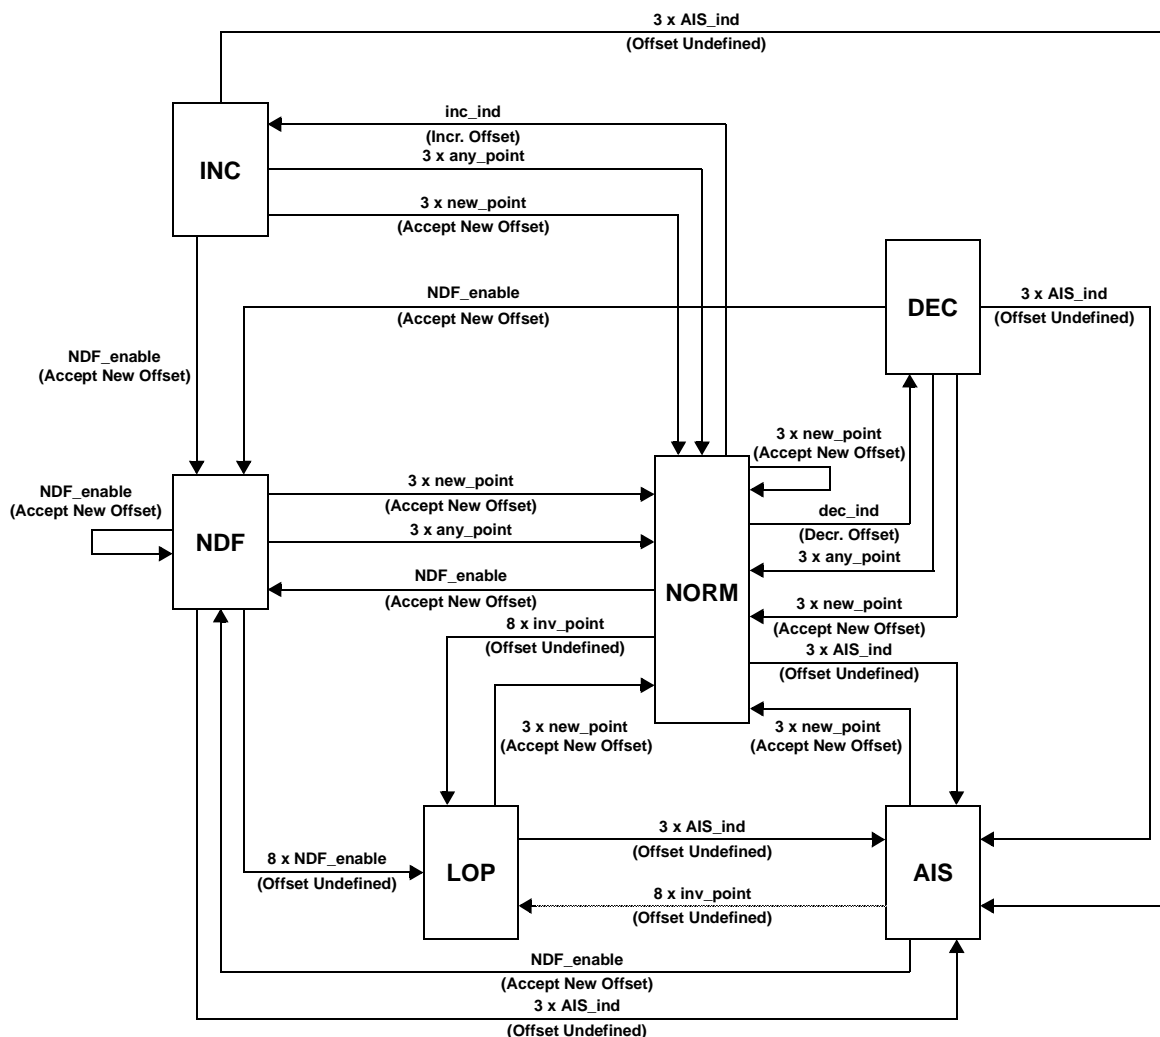 3 x AIS_ind
(Offset Undefined)
inc_ind
(Incr. Offset)
3 x any_point
INC
3 x new_point
(Accept New Offset)
NDF_enable
(Accept New Offset)
DEC
3 x AIS_ind
(Offset Undefined)
NDF_enable
(Accept New Offset)
3 x new_point
(Accept New Offset)
NDF_enable
(Accept New Offset)
3 x new_point
(Accept New Offset)
dec_ind
(Decr. Offset)
3 x any_point
NDF
3 x any_point
NDF_enable
(Accept New Offset)
NORM
3 x new_point
(Accept New Offset)
8 x inv_point
(Offset Undefined)
3 x AIS_ind
(Offset Undefined)
3 x new_point
(Accept New Offset)
3 x new_point
(Accept New Offset)
3 x AIS_ind
(Offset Undefined)
8 x NDF_enable
(Offset Undefined)
LOP
AIS
8 x inv_point
(Offset Undefined)
NDF_enable
(Accept New Offset)
3 x AIS_ind
(Offset Undefined)